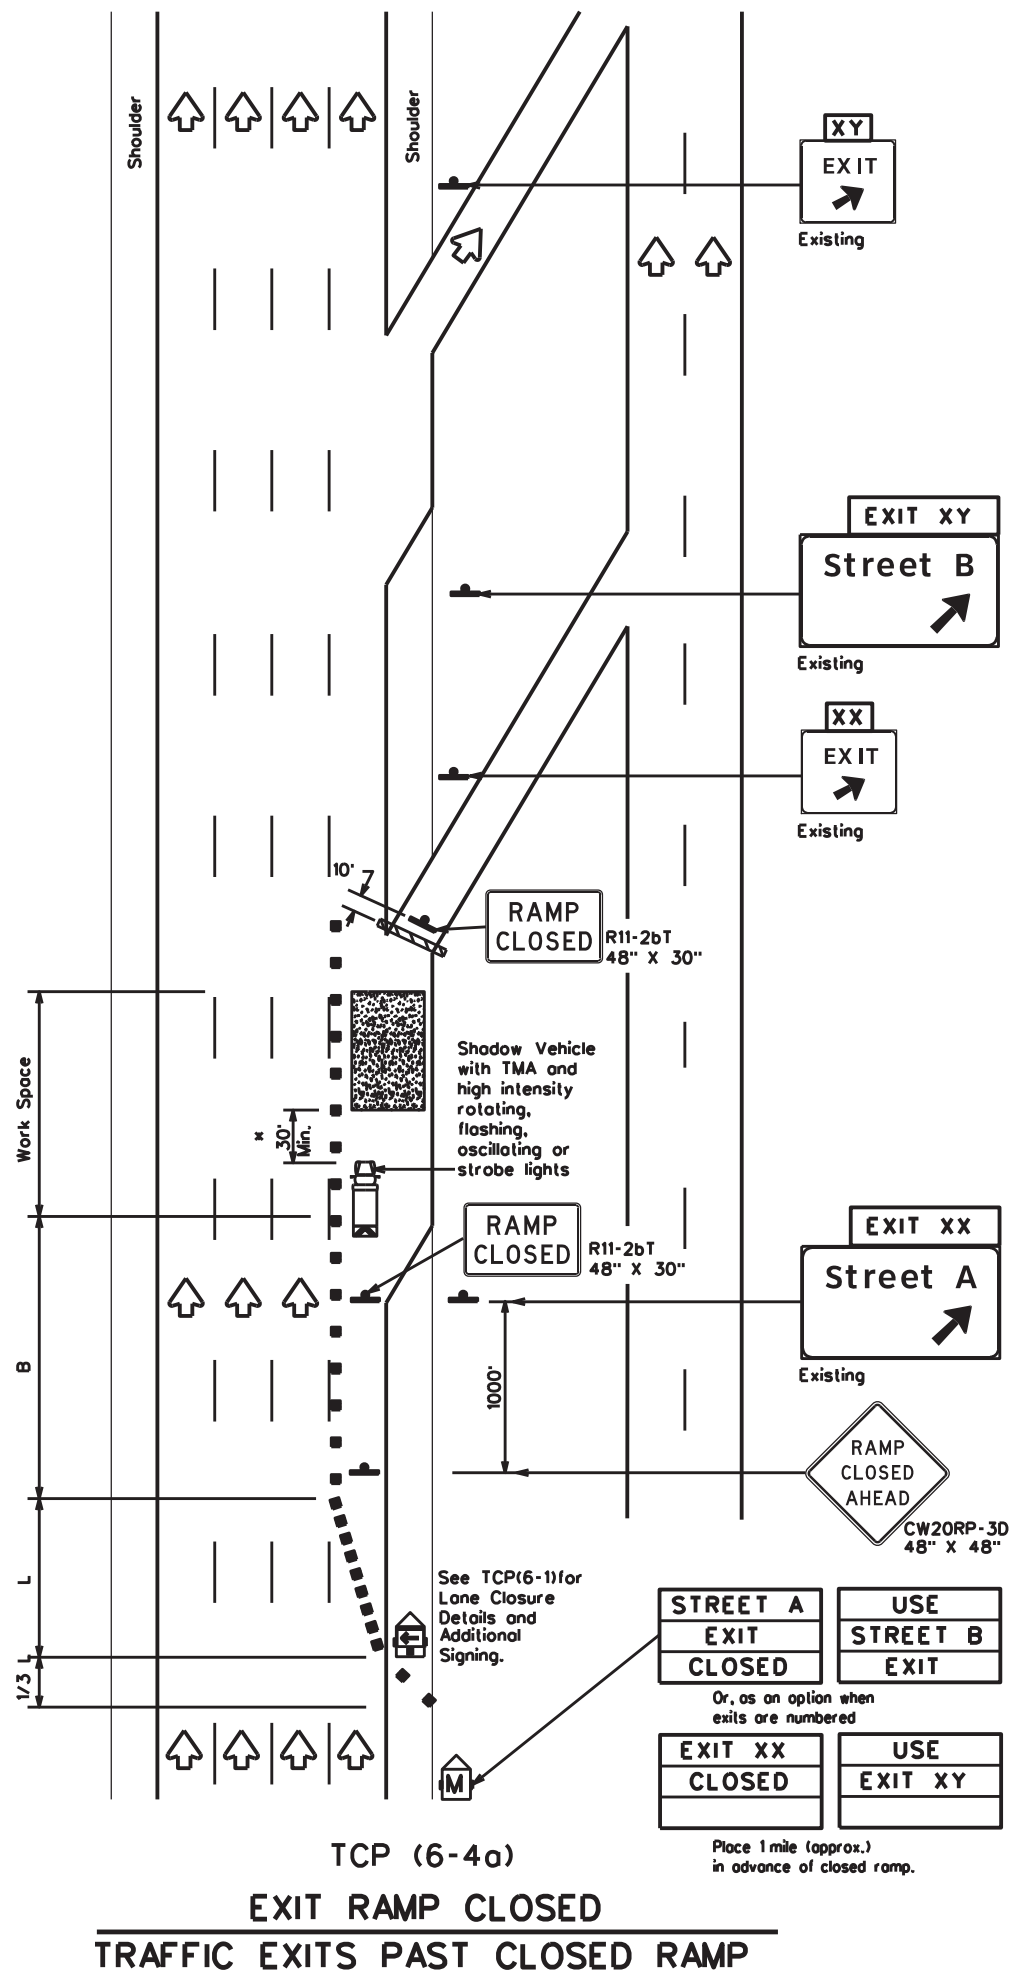 Shoulder
Shoulder
XY
EXIT
Existing
EXIT XY
Street B
Existing
XX
EXIT
Existing
10'
RAMP
CLOSED
R11-2bT
48" X 30"
Work Space
Shadow Vehicle
with TMA and
high intensity
rotating,
flashing,
oscillating or
strobe lights
x
30'
Min.
RAMP
CLOSED
R11-2bT
48" X 30"
EXIT XX
Street A
Existing
B
1000'
RAMP
CLOSED
AHEAD
CW20RP-3D
48" X 48"
L
See TCP(6-1)for
Lane Closure
Details and
Additional
Signing.
1/3 L
STREET A
EXIT
CLOSED
USE
STREET B
EXIT
Or, as an option when
exits are numbered
EXIT XX
CLOSED
USE
EXIT XY
M
Place 1 mile (approx.)
in advance of closed ramp.
TCP (6-4a)
EXIT RAMP CLOSED
TRAFFIC EXITS PAST CLOSED RAMP